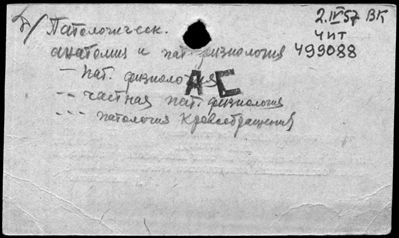 Б/ Патологическ. 2.IV 57 ВК
анатомия и пат. физиология чит 499088
— пат. физиология
АС
-- частная пат. физиология
--- патология кровообращения